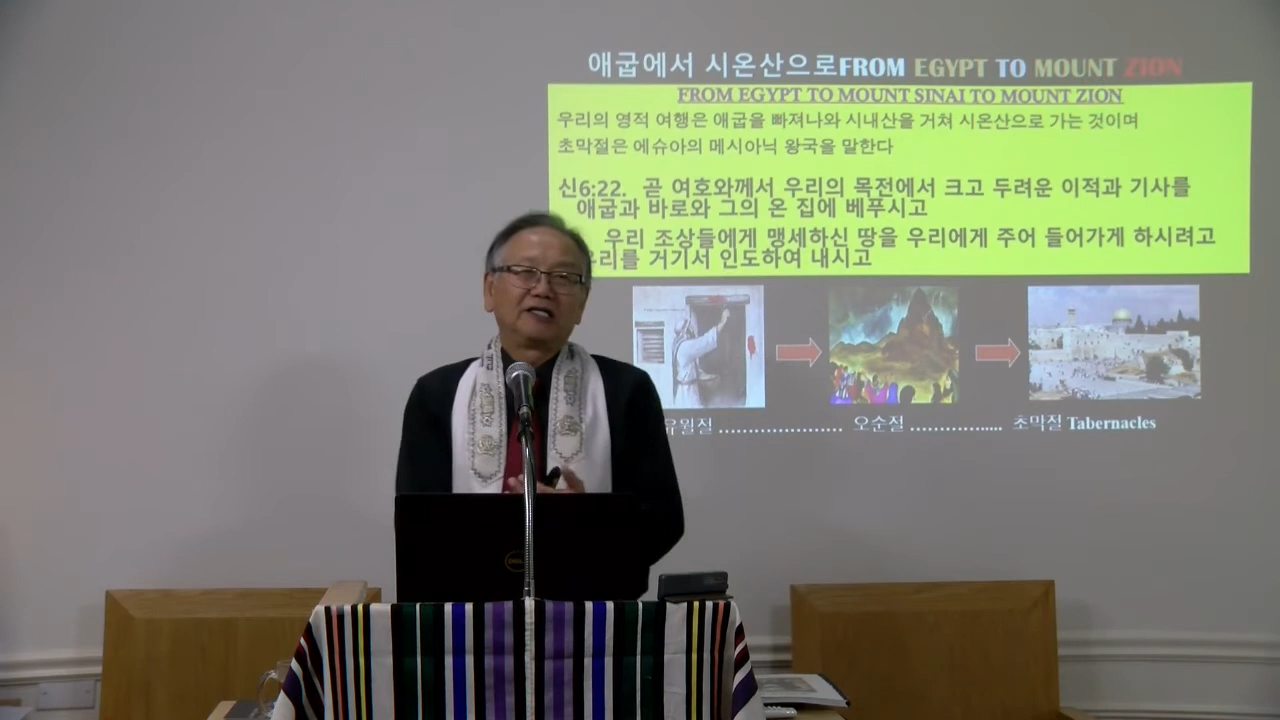 애굽에서 시온산으로FROM EGYPT TO MOUNT ZION
FROM EGYPT TO MOUNT SINAI TO MOUNT ZION
우리의 영적 여행은 애굽을 빠져나와 시내산을 거쳐 시온산으로 가는 것이며
초막절은 에슈아의 메시아닉 왕국을 말한다
신6:22. 곧 여호와께서 우리의 목전에서 크고 두려운 이적과 기사를
애굽과 바로와 그의 온 집에 베푸시고
우리 조상들에게 맹세하신 땅을 우리에게 주어 들어가게 하시려고
우리를 거기서 인도하여 내시고
유월절 ..................... 오순절 ................. 초막절 Tabernacles
DELL